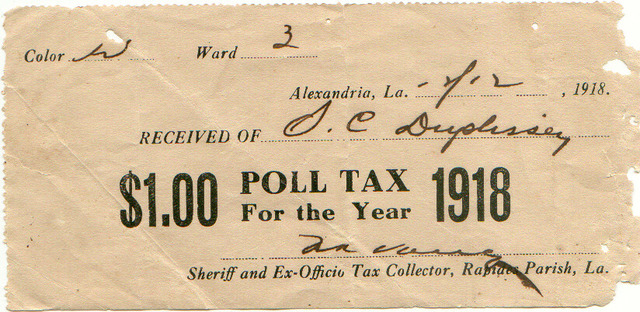 Color W Ward 3
Alexandria, La. , 1918.
RECEIVED OF S. C Duplissey
$1.00 POLL TAX 1918
For the Year
Sheriff and Ex-Officio Tax Collector, Rapides Parish, La.